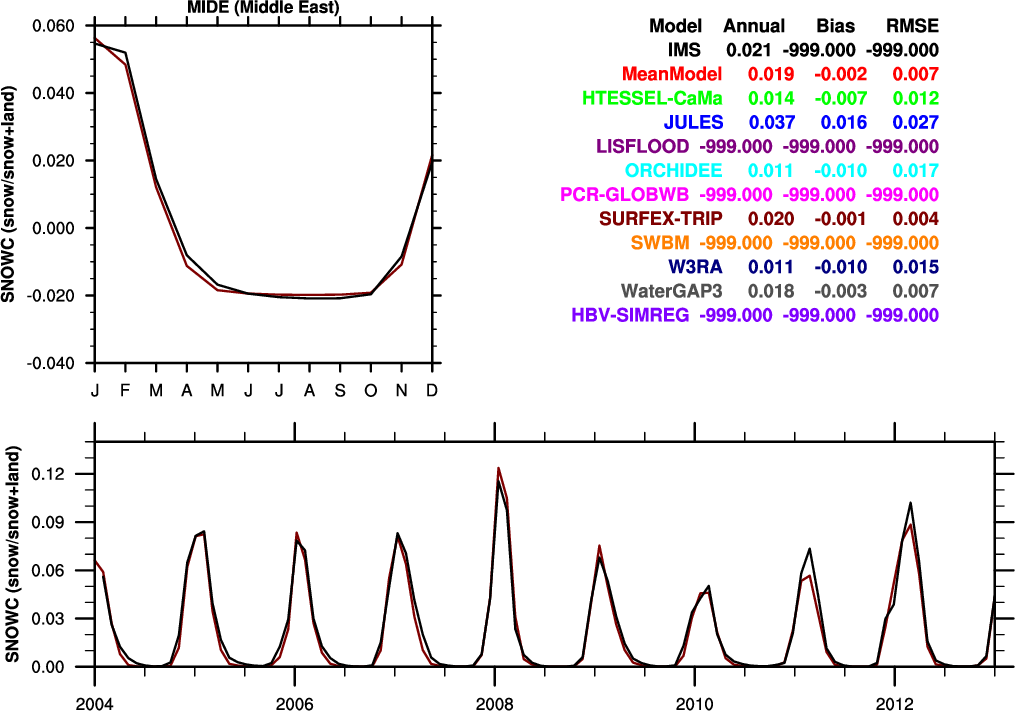 MIDE (Middle East)
0.060
0.040
0.020
0.000
-0.020
-0.040
SNOWC (snow/snow+land)
J F M A M J J A S O N D
Model Annual Bias RMSE
IMS 0.021 -999.000 -999.000
MeanModel 0.019 -0.002 0.007
HTESSEL-CaMa 0.014 -0.007 0.012
JULES 0.037 0.016 0.027
LISFLOOD -999.000 -999.000 -999.000
ORCHIDEE 0.011 -0.010 0.017
PCR-GLOBWB -999.000 -999.000 -999.000
SURFEX-TRIP 0.020 -0.001 0.004
SWBM -999.000 -999.000 -999.000
W3RA 0.011 -0.010 0.015
WaterGAP3 0.018 -0.003 0.007
HBV-SIMREG -999.000 -999.000 -999.000
SNOWC (snow/snow+land)
0.12
0.09
0.06
0.03
0.00
2004 2006 2008 2010 2012